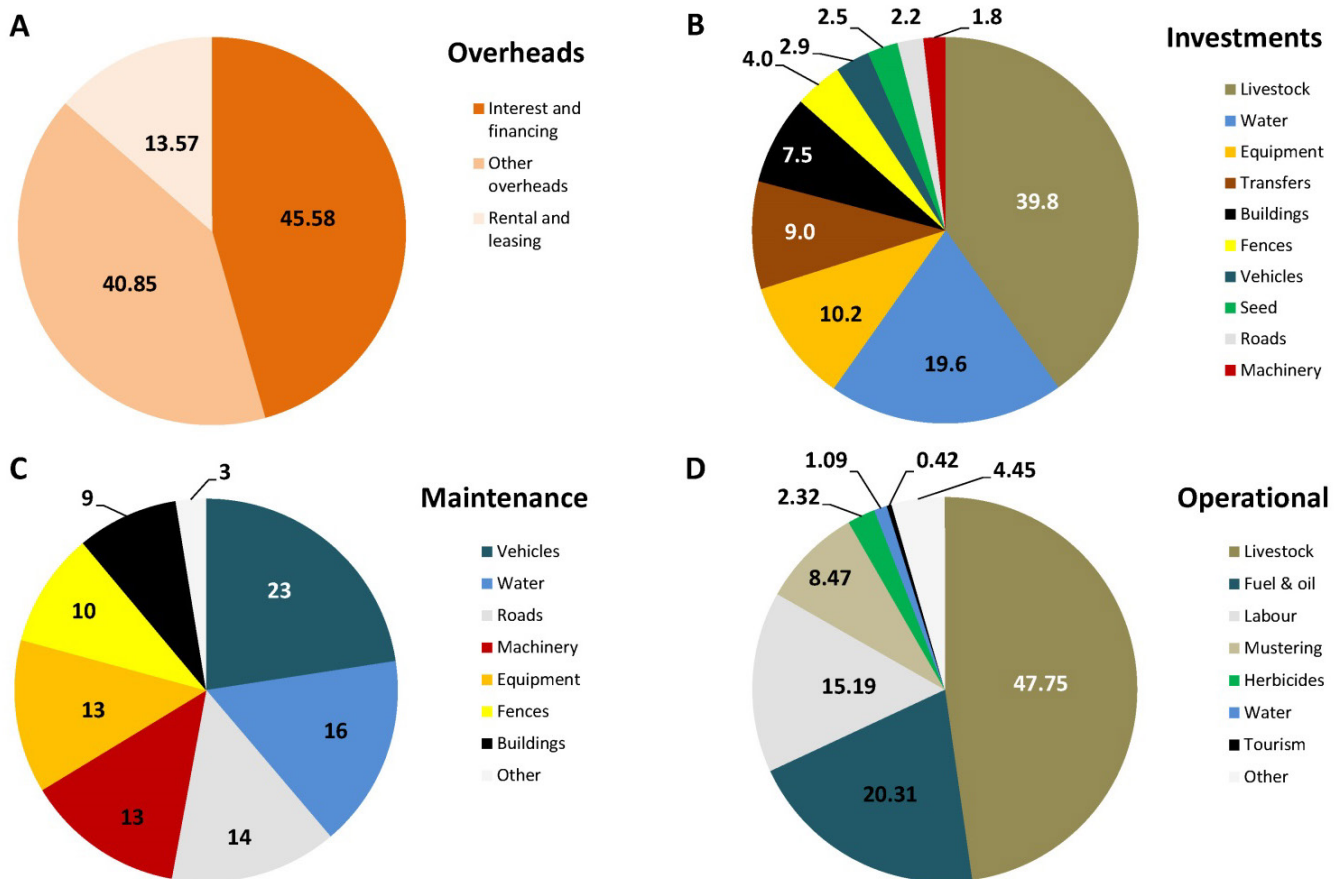 A
Overheads
Interest and
financing
Other
overheads
Rental and
leasing
13.57
45.58
40.85
B
Investments
2.5
2.2
1.8
2.9
4.0
7.5
39.8
9.0
10.2
19.6
Livestock
Water
Equipment
Transfers
Buildings
Fences
Vehicles
Seed
Roads
Machinery
C
Maintenance
3
9
23
10
13
16
13
14
Vehicles
Water
Roads
Machinery
Equipment
Fences
Buildings
Other
D
Operational
1.09
0.42
4.45
2.32
8.47
15.19
47.75
20.31
Livestock
Fuel & oil
Labour
Mustering
Herbicides
Water
Tourism
Other